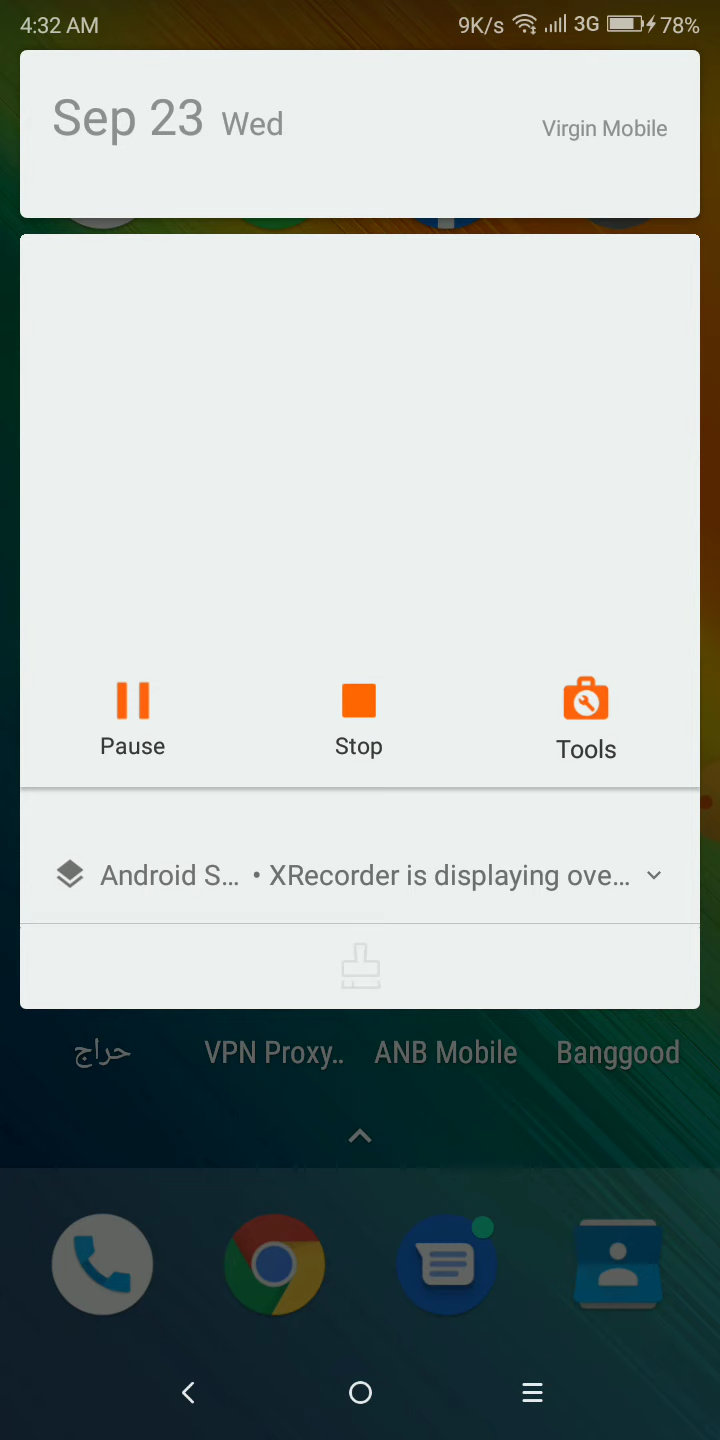 4:32 AM 9K/s 3G 78%
Sep 23 Wed Virgin Mobile
Pause Stop Tools
Android S... • XRecorder is displaying ove...
حراج VPN Proxy.. ANB Mobile Banggood